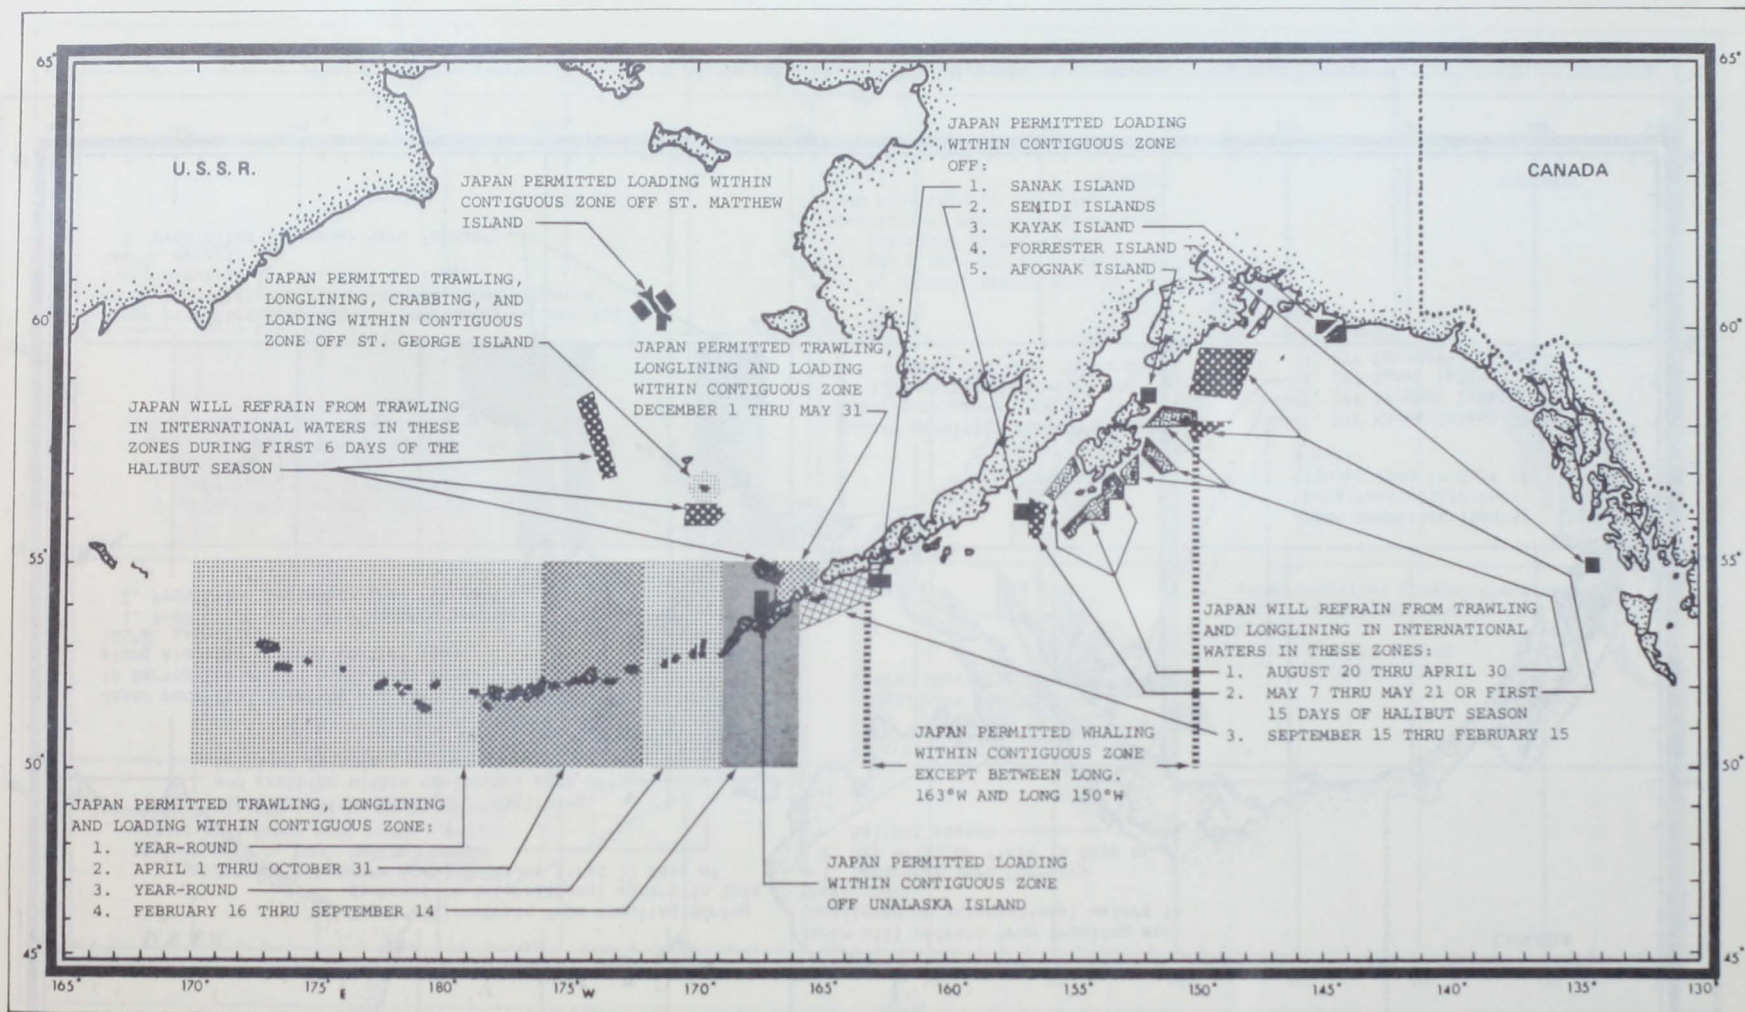 65°
60°
55°
50°
45°
65°
60°
55°
50°
45°
U.S.S.R.
CANADA
JAPAN PERMITTED LOADING WITHIN
CONTIGUOUS ZONE OFF ST. MATTHEW
ISLAND
JAPAN PERMITTED TRAWLING,
LONGLINING, CRABBING, AND
LOADING WITHIN CONTIGUOUS
ZONE OFF ST. GEORGE ISLAND
JAPAN WILL REFRAIN FROM TRAWLING
IN INTERNATIONAL WATERS IN THESE
ZONES DURING FIRST 6 DAYS OF THE
HALIBUT SEASON
JAPAN PERMITTED TRAWLING,
LONGLINING AND LOADING
WITHIN CONTIGUOUS ZONE
DECEMBER 1 THRU MAY 31
JAPAN PERMITTED LOADING
WITHIN CONTIGUOUS ZONE
OFF:
1. SANAK ISLAND
2. SEMIDI ISLANDS
3. KAYAK ISLAND
4. FORRESTER ISLAND
5. AFOGNAK ISLAND
JAPAN WILL REFRAIN FROM TRAWLING
AND LONGLINING IN INTERNATIONAL
WATERS IN THESE ZONES:
1. AUGUST 20 THRU APRIL 30
2. MAY 7 THRU MAY 21 OR FIRST
15 DAYS OF HALIBUT SEASON
3. SEPTEMBER 15 THRU FEBRUARY 15
JAPAN PERMITTED WHALING
WITHIN CONTIGUOUS ZONE
EXCEPT BETWEEN LONG.
163°W AND LONG 150°W
JAPAN PERMITTED TRAWLING, LONGLINING
AND LOADING WITHIN CONTIGUOUS ZONE:
1. YEAR-ROUND
2. APRIL 1 THRU OCTOBER 31
3. YEAR-ROUND
4. FEBRUARY 16 THRU SEPTEMBER 14
JAPAN PERMITTED LOADING
WITHIN CONTIGUOUS ZONE
OFF UNALASKA ISLAND
165° 170° 175° E 180° 175° W 170° 165° 160° 155° 150° 145° 140° 135° 130°